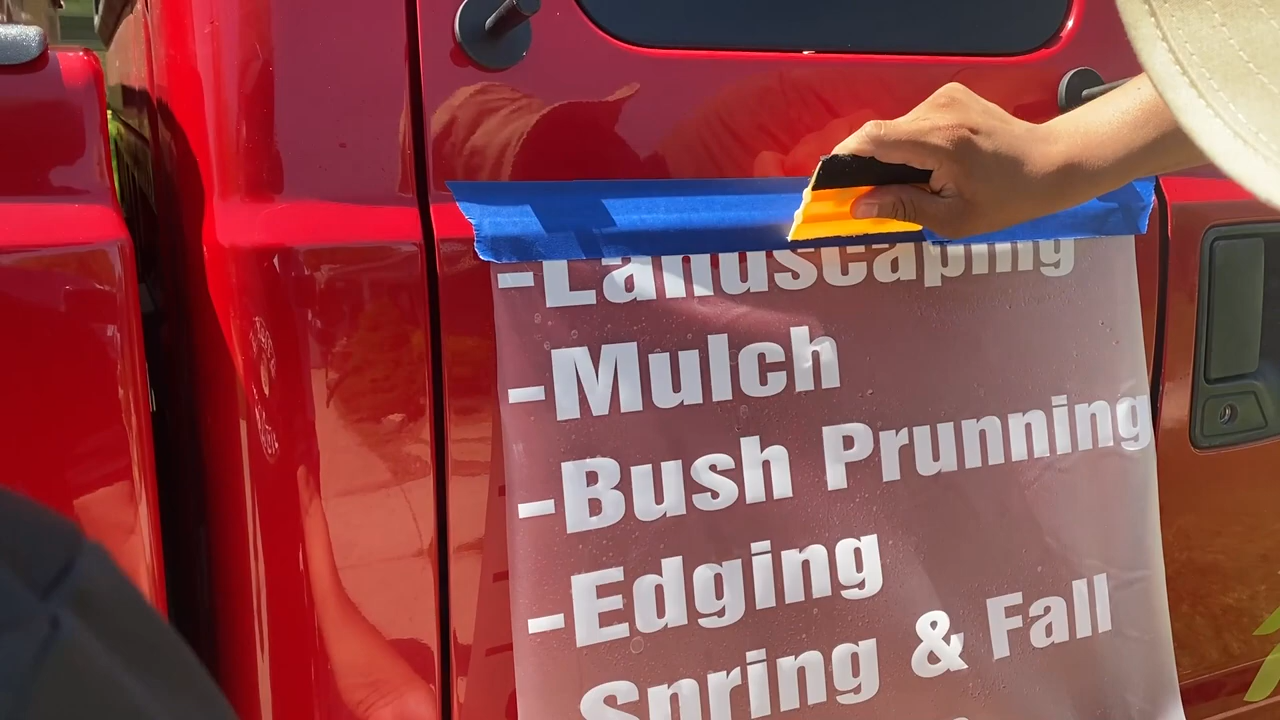 -Landscaping
-Mulch
-Bush Prunning
-Edging
Spring & Fall